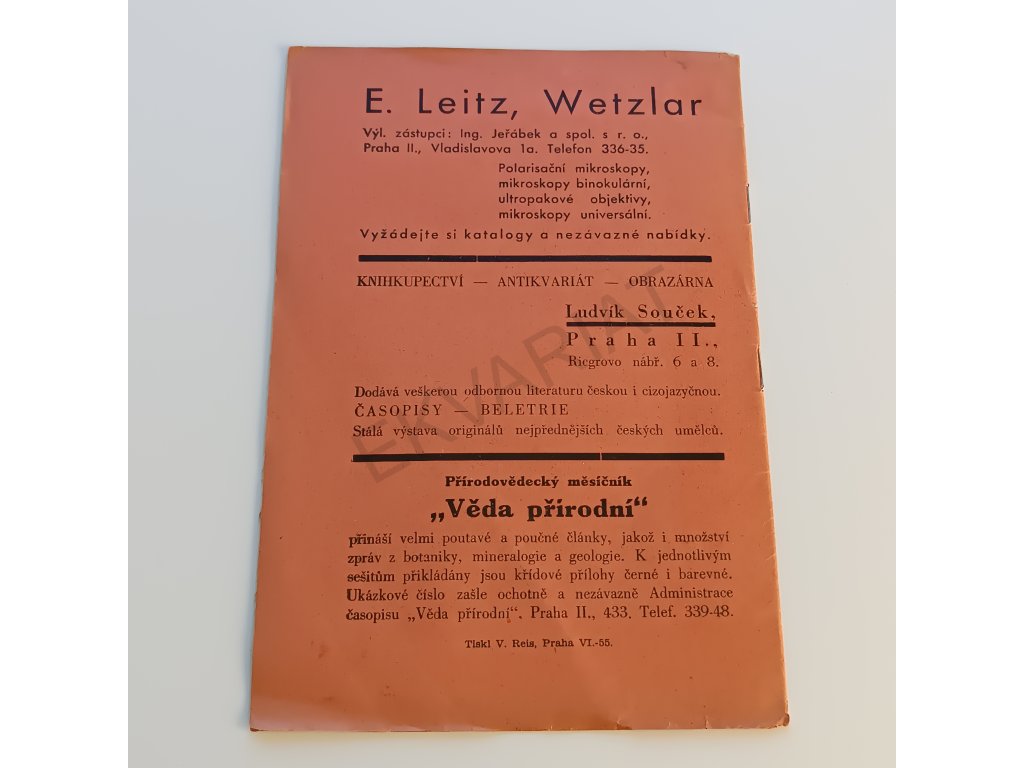 E. Leitz, Wetzlar
Výl. zástupci: Ing. Jeřábek a spol. s r. o.,
Praha II., Vladislavova 1a. Telefon 336-35.
Polarisační mikroskopy,
mikroskopy binokulární,
ultropakové objektivy,
mikroskopy universální.
Vyžádejte si katalogy a nezávazné nabídky.
KNIHKUPECTVÍ — ANTIKVARIÁT — OBRAZÁRNA
Ludvík Souček,
Praha II.,
Riegrovo nábř. 6 a 8.
Dodává veškerou odbornou literaturu českou i cizojazyčnou.
ČASOPISY — BELETRIE
Stálá výstava originálů nejpřednějších českých umělců.
EKVARIAT
Přírodovědecký měsíčník
„Věda přírodní“
přináší velmi poutavé a poučné články, jakož i množství
zpráv z botaniky, mineralogie a geologie. K jednotlivým
sešitům přikládány jsou křídové přílohy černé i barevné.
Ukázkové číslo zašle ochotně a nezávazně Administrace
časopisu „Věda přírodní“, Praha II., 433. Telef. 339-48.
Tiskl V. Reis, Praha VI.-55.